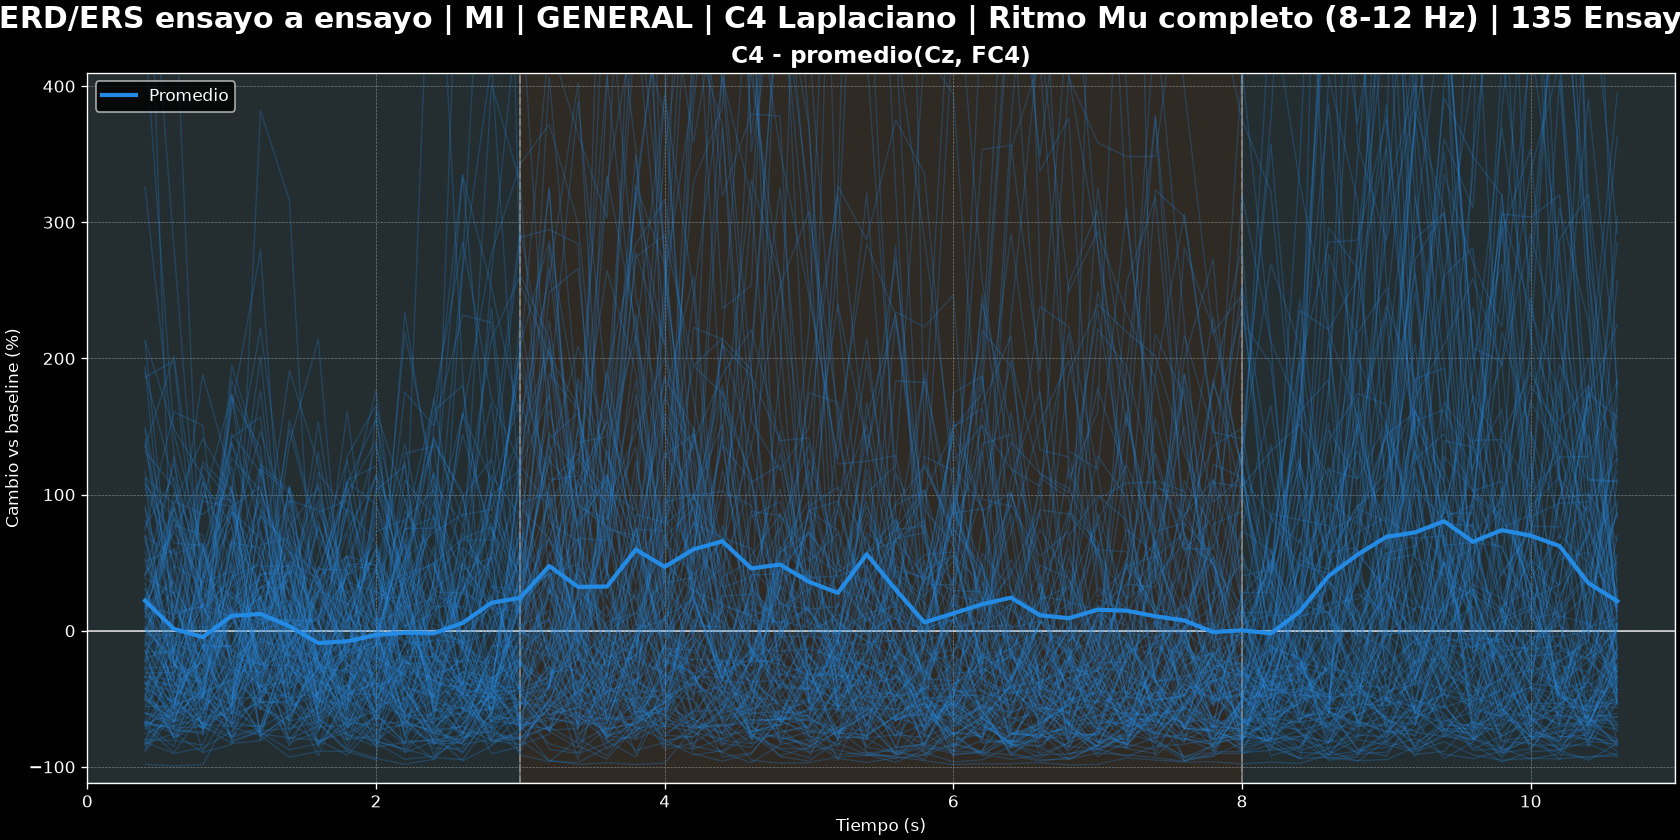 ERD/ERS ensayo a ensayo | MI | GENERAL | C4 Laplaciano | Ritmo Mu completo (8-12 Hz) | 135 Ensay
C4 - promedio(Cz, FC4)
Promedio
400
300
200
100
0
−100
Cambio vs baseline (%)
0 2 4 6 8 10
Tiempo (s)